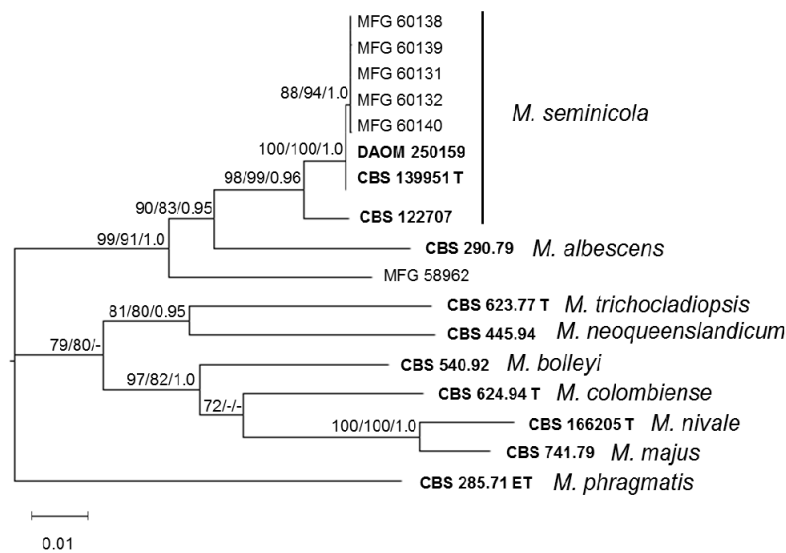 MFG 60138
MFG 60139
MFG 60131
88/94/1.0
MFG 60132
M. seminicola
MFG 60140
100/100/1.0
DAOM 250159
98/99/0.96
CBS 139951 T
90/83/0.95
CBS 122707
99/91/1.0
CBS 290.79 M. albescens
MFG 58962
81/80/0.95
CBS 623.77 T M. trichocladiopsis
CBS 445.94 M. neoqueenslandicum
79/80/-
CBS 540.92 M. bolleyi
97/82/1.0
CBS 624.94 T M. colombiense
72/-/-
100/100/1.0
CBS 166205 T M. nivale
CBS 741.79 M. majus
CBS 285.71 ET M. phragmatis
0.01